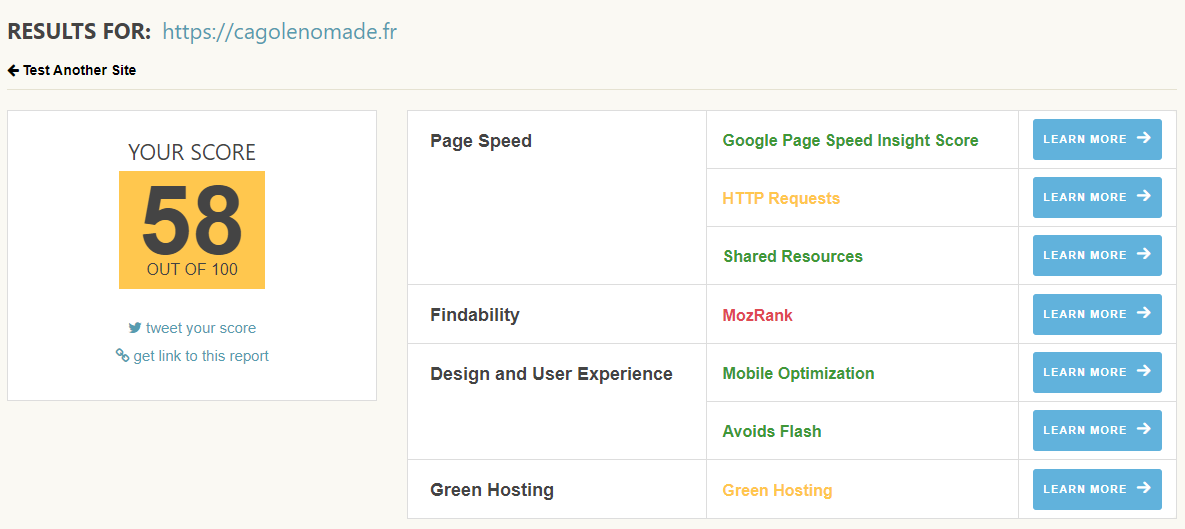 RESULTS FOR: https://cagolenomade.fr
Test Another Site
YOUR SCORE
58
OUT OF 100
tweet your score
get link to this report
Page Speed
Google Page Speed Insight Score
LEARN MORE
HTTP Requests
LEARN MORE
Shared Resources
LEARN MORE
Findability
MozRank
LEARN MORE
Design and User Experience
Mobile Optimization
LEARN MORE
Avoids Flash
LEARN MORE
Green Hosting
Green Hosting
LEARN MORE